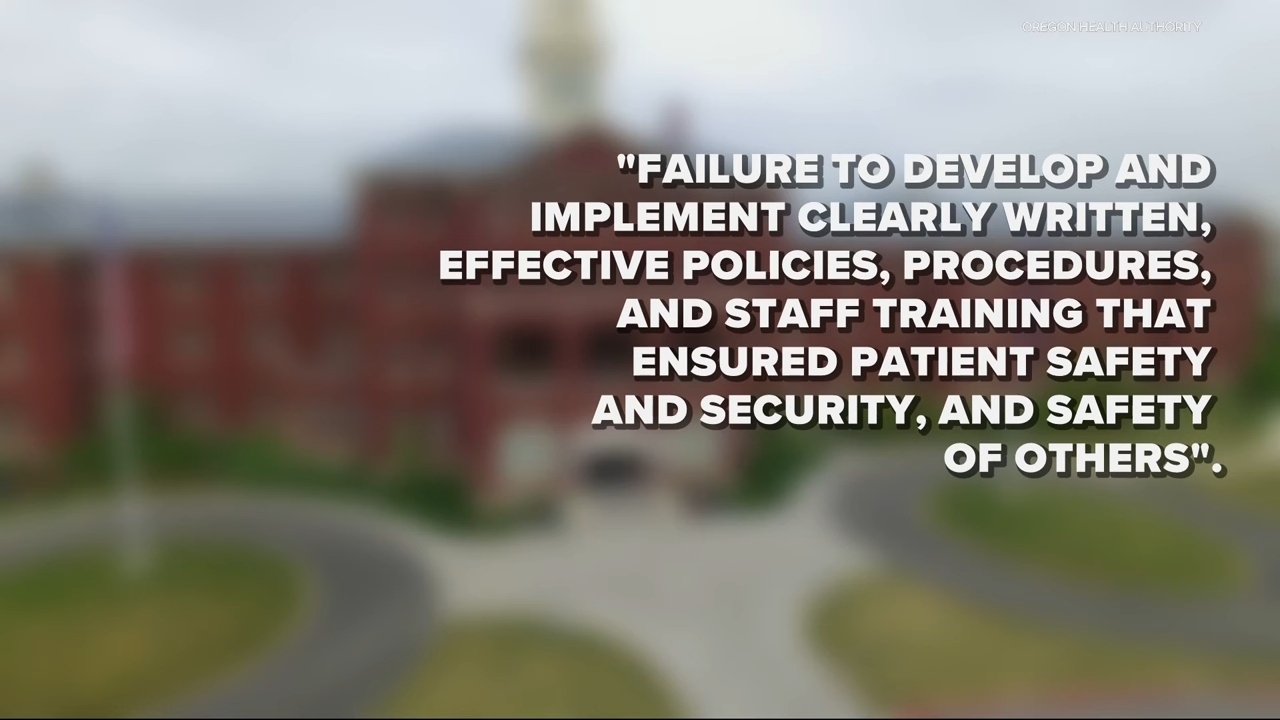 OREGON HEALTH AUTHORITY
"FAILURE TO DEVELOP AND
IMPLEMENT CLEARLY WRITTEN,
EFFECTIVE POLICIES, PROCEDURES,
AND STAFF TRAINING THAT
ENSURED PATIENT SAFETY
AND SECURITY, AND SAFETY
OF OTHERS".